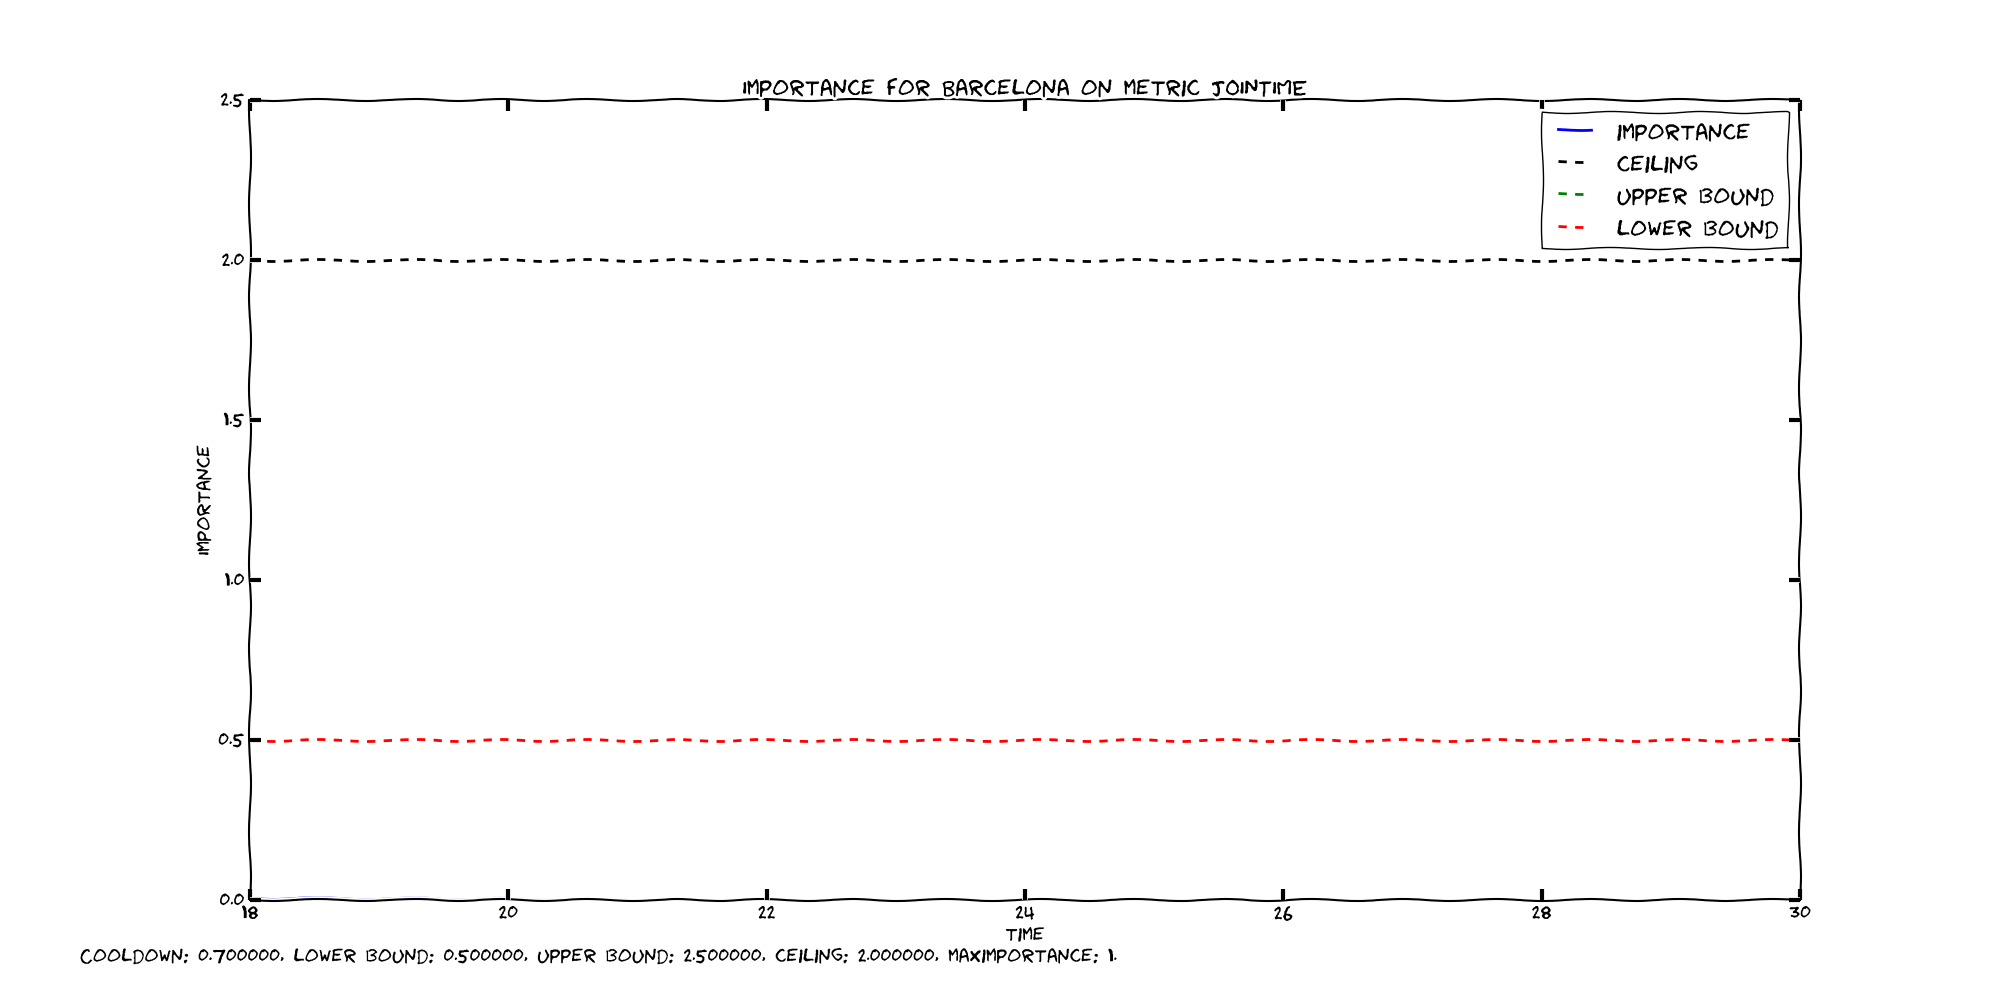 IMPORTANCE FOR BARCELONA ON METRIC JOINTIME
2.5
2.0
1.5
1.0
0.5
0.0
IMPORTANCE
IMPORTANCE
CEILING
UPPER BOUND
LOWER BOUND
18 20 22 24 26 28 30
TIME
COOLDOWN: 0.700000, LOWER BOUND: 0.500000, UPPER BOUND: 2.500000, CEILING: 2.000000, MAXIMPORTANCE: 1.